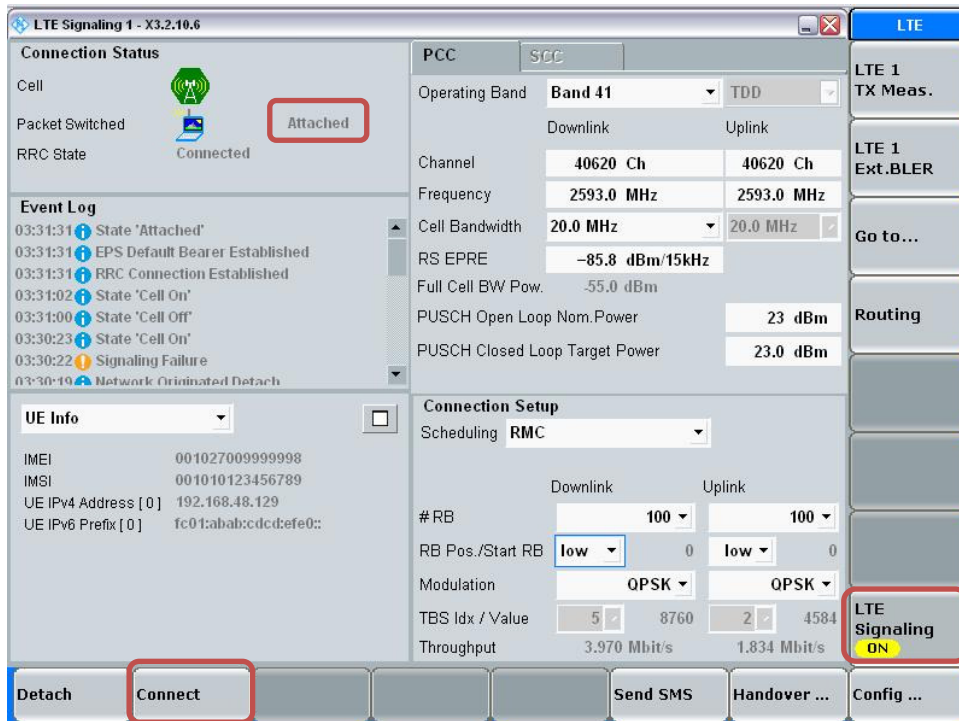 LTE Signaling 1 - X3.2.10.6
LTE
Connection Status
Cell
Packet Switched Attached
RRC State Connected
Event Log
03:31:31 State 'Attached'
03:31:31 EPS Default Bearer Established
03:31:31 RRC Connection Established
03:31:02 State 'Cell On'
03:31:00 State 'Cell Off'
03:30:23 State 'Cell On'
03:30:22 Signaling Failure
03:30:19 Network Originated Detach
UE Info
IMEI 001027009999998
IMSI 001010123456789
UE IPv4 Address [ 0 ] 192.168.48.129
UE IPv6 Prefix [ 0 ] fc01:abab:cdcd:efe0::
PCC SCC
Operating Band Band 41 TDD
Downlink Uplink
Channel 40620 Ch 40620 Ch
Frequency 2593.0 MHz 2593.0 MHz
Cell Bandwidth 20.0 MHz 20.0 MHz
RS EPRE -85.8 dBm/15kHz
Full Cell BW Pow. -55.0 dBm
PUSCH Open Loop Nom.Power 23 dBm
PUSCH Closed Loop Target Power 23.0 dBm
Connection Setup
Scheduling RMC
Downlink Uplink
# RB 100 100
RB Pos./Start RB low 0 low 0
Modulation QPSK QPSK
TBS Idx / Value 5 8760 2 4584
Throughput 3.970 Mbit/s 1.834 Mbit/s
LTE 1
TX Meas.
LTE 1
Ext.BLER
Go to...
Routing
LTE
Signaling
ON
Detach Connect Send SMS Handover ... Config ...